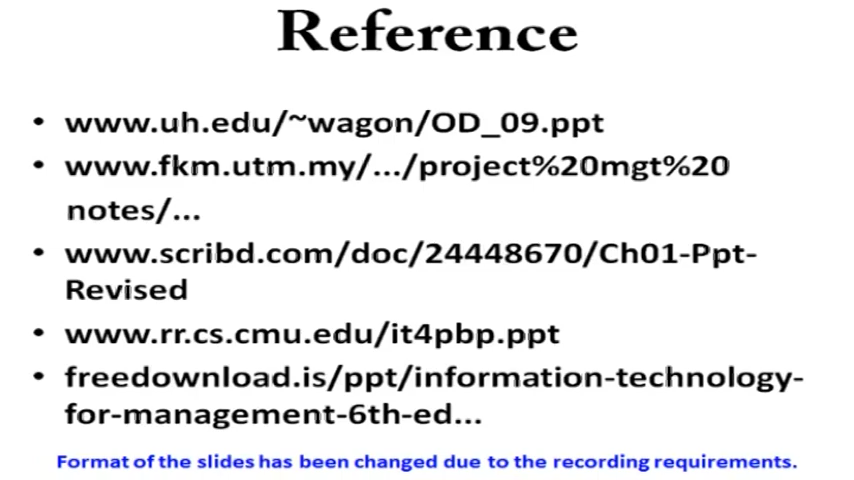 Reference
• www.uh.edu/~wagon/OD_09.ppt
• www.fkm.utm.my/.../project%20mgt%20
notes/...
• www.scribd.com/doc/24448670/Ch01-Ppt-
Revised
• www.rr.cs.cmu.edu/it4pbp.ppt
• freedownload.is/ppt/information-technology-
for-management-6th-ed...
Format of the slides has been changed due to the recording requirements.